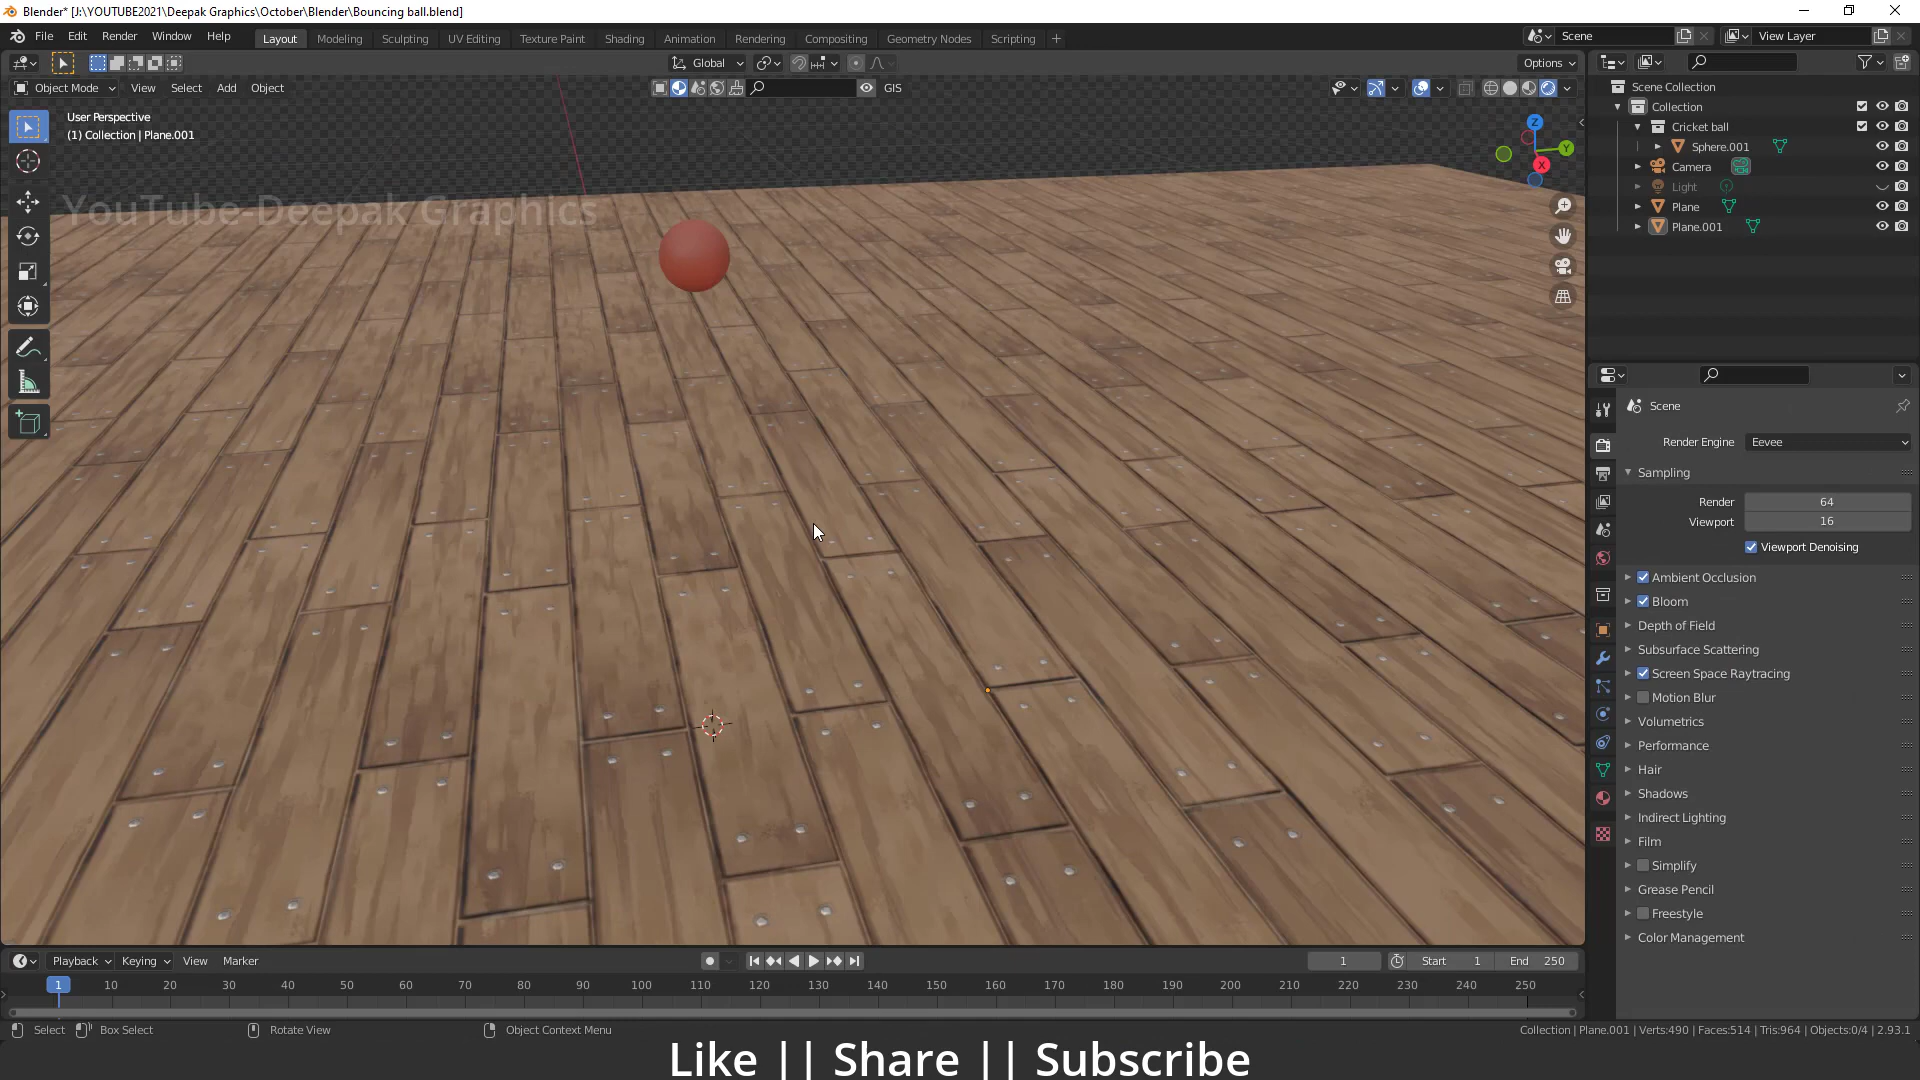 Blender* [J:\YOUTUBE2021\Deepak Graphics\October\Blender\Bouncing ball.blend]
File Edit Render Window Help Layout Modeling Sculpting UV Editing Texture Paint Shading Animation Rendering Compositing Geometry Nodes Scripting + Scene View Layer
Global Options
Object Mode View Select Add Object GIS
User Perspective
(1) Collection | Plane.001
YouTube-Deepak Graphics
Z
Y
X
Scene Collection
Collection
Cricket ball
Sphere.001
Camera
Light
Plane
Plane.001
Scene
Render Engine Eevee
Sampling
Render 64
Viewport 16
Viewport Denoising
Ambient Occlusion
Bloom
Depth of Field
Subsurface Scattering
Screen Space Raytracing
Motion Blur
Volumetrics
Performance
Hair
Shadows
Indirect Lighting
Film
Simplify
Grease Pencil
Freestyle
Color Management
Playback Keying View Marker 1 Start 1 End 250
1 10 20 30 40 50 60 70 80 90 100 110 120 130 140 150 160 170 180 190 200 210 220 230 240 250
Select Box Select Rotate View Object Context Menu Collection | Plane.001 | Verts:490 | Faces:514 | Tris:964 | Objects:0/4 | 2.93.1
Like || Share || Subscribe